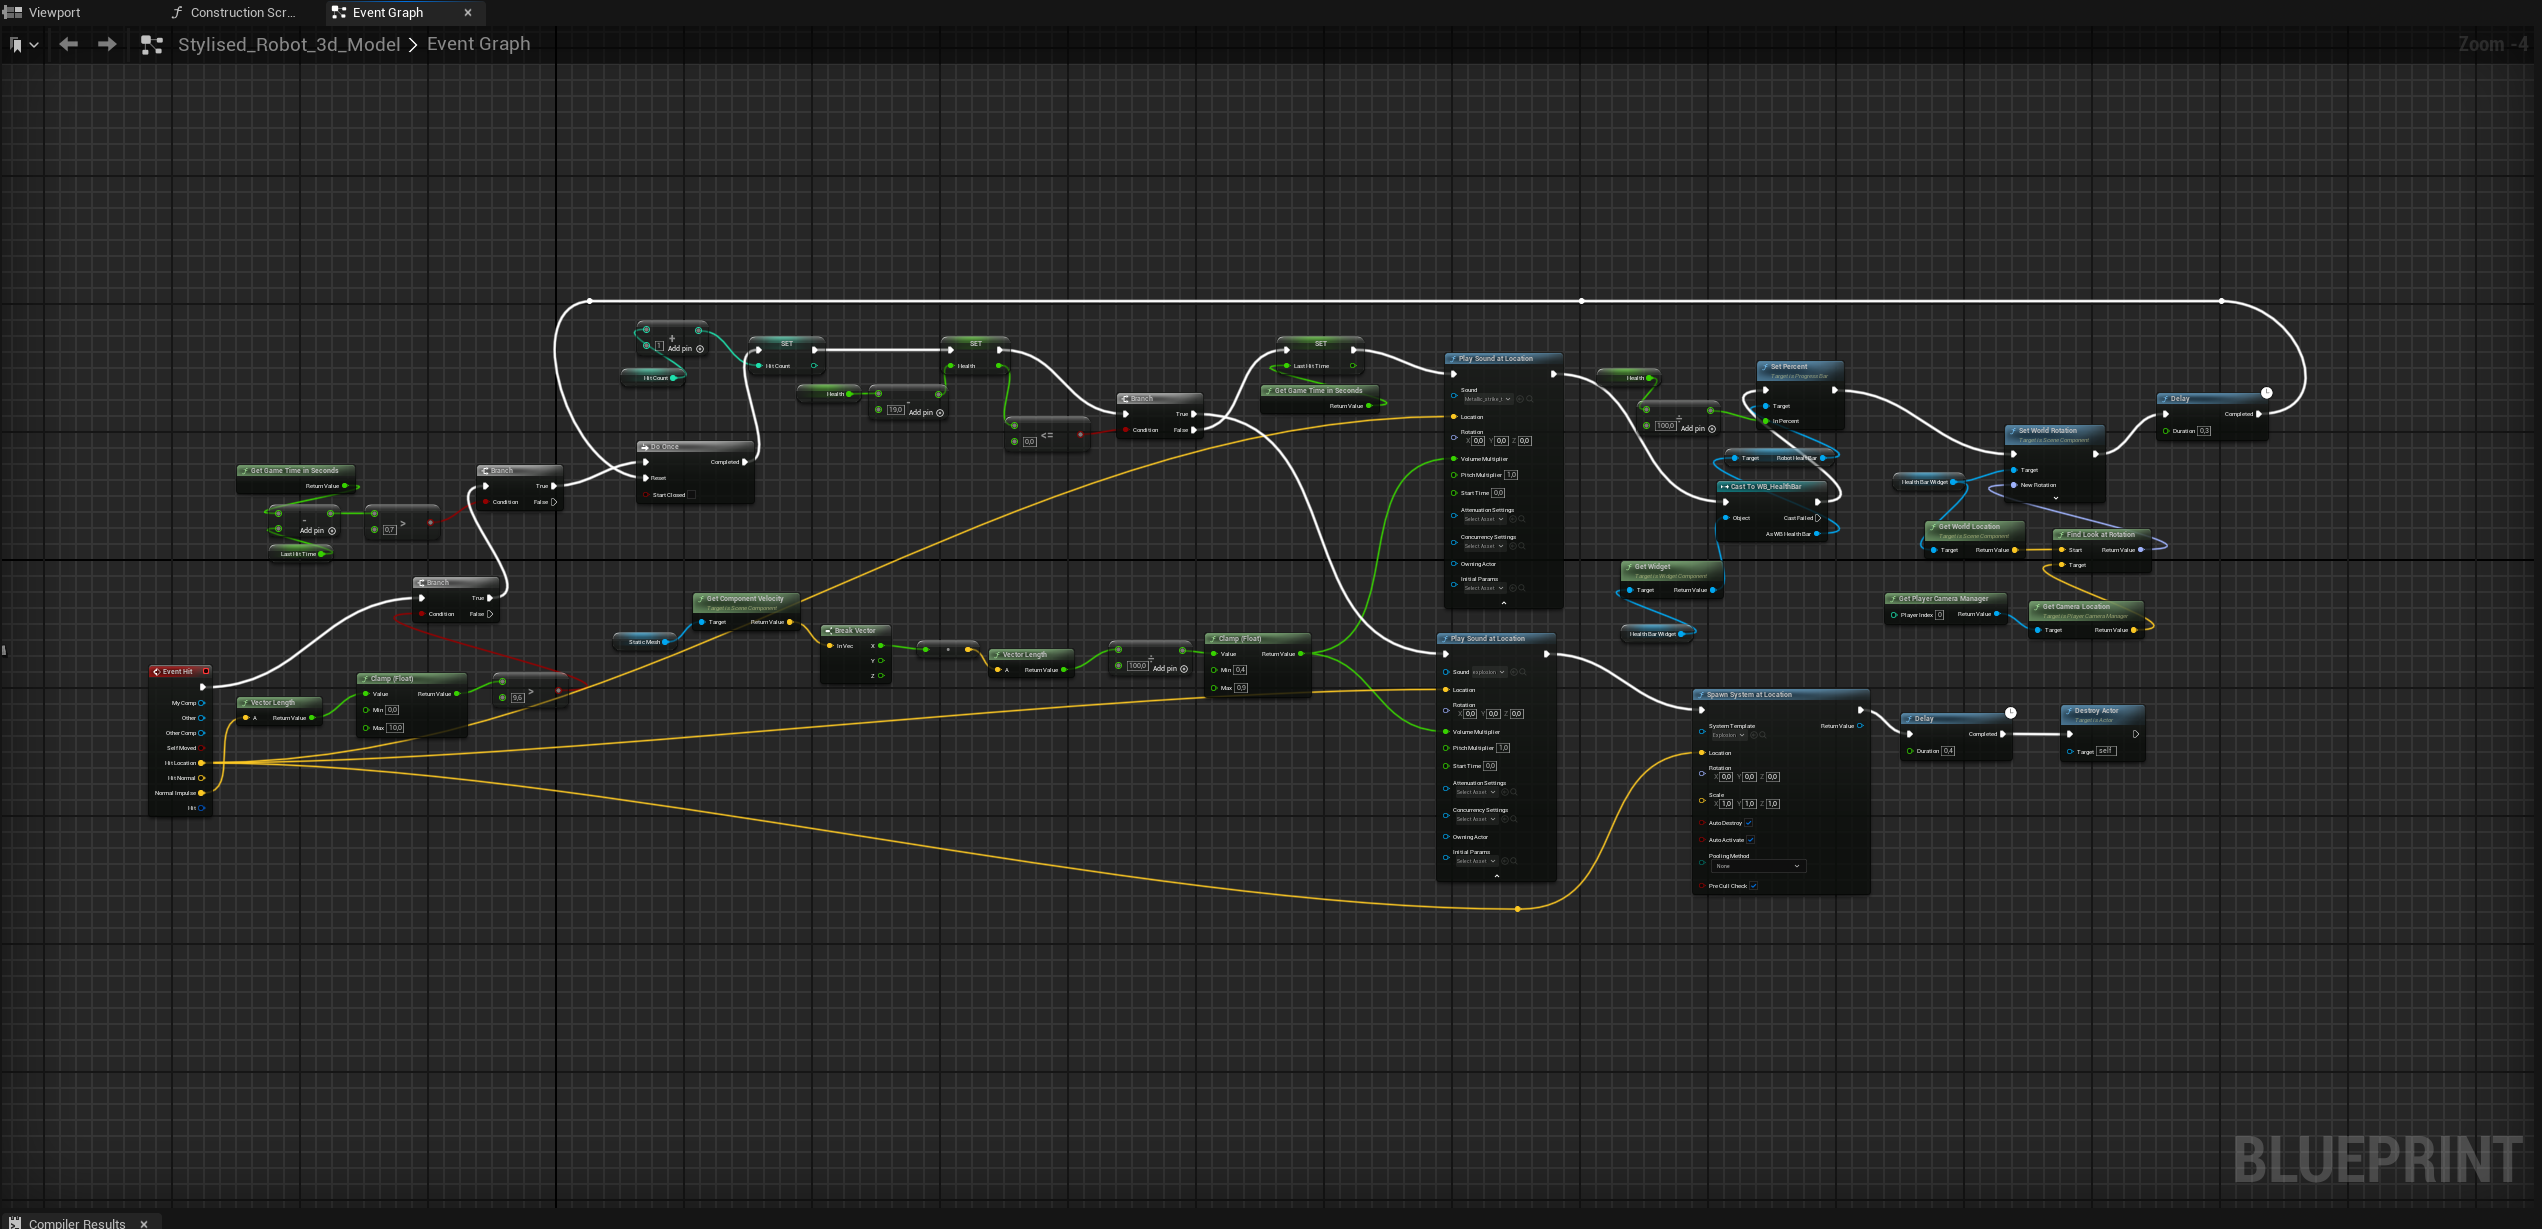 Viewport
Construction Scr...
Event Graph
Stylised_Robot_3d_Model > Event Graph
Zoom -4
Get Game Time in Seconds
Return Value
Add pin
Last Hit Time
0,7
>
Branch
Condition
True
False
Branch
Condition
True
False
Event Hit
My Comp
Other
Other Comp
Self Moved
Hit Location
Hit Normal
Normal Impulse
Hit
Vector Length
A
Return Value
Clamp (Float)
Value
Return Value
Min 0,0
Max 10,0
9,6
>
Do Once
Completed
Reset
Start Closed
+
1
Add pin
Hit Count
SET
Hit Count
Health
-
19,0
Add pin
SET
Health
0,0
<=
Branch
Condition
True
False
SET
Last Hit Time
Get Game Time in Seconds
Return Value
Static Mesh
Get Component Velocity
Target is Scene Component
Target
Return Value
Break Vector
In Vec
X
Y
Z
Vector Length
A
Return Value
÷
100,0
Add pin
Clamp (Float)
Value
Return Value
Min 0,4
Max 0,9
Play Sound at Location
Sound
Location
Rotation
X 0,0 Y 0,0 Z 0,0
Volume Multiplier
Pitch Multiplier 1,0
Start Time 0,0
Attenuation Settings
Select Asset
Concurrency Settings
Select Asset
Owning Actor
Initial Params
Select Asset
Play Sound at Location
Sound explosion
Location
Rotation
X 0,0 Y 0,0 Z 0,0
Volume Multiplier
Pitch Multiplier 1,0
Start Time 0,0
Attenuation Settings
Select Asset
Concurrency Settings
Select Asset
Owning Actor
Initial Params
Select Asset
Health
÷
100,0
Add pin
Set Percent
Target is Progress Bar
Target
In Percent
Target
Robot Health Bar
Cast To WB_HealthBar
Object
Cast Failed
As WB Health Bar
Get Widget
Target is Widget Component
Target
Return Value
Health Bar Widget
Health Bar Widget
Set World Rotation
Target is Scene Component
Target
New Rotation
Get World Location
Target is Scene Component
Target
Return Value
Find Look at Rotation
Start
Return Value
Target
Get Player Camera Manager
Player Index 0
Return Value
Get Camera Location
Target is Player Camera Manager
Target
Return Value
Delay
Completed
Duration 0,3
Spawn System at Location
System Template
Return Value
Explosion
Location
Rotation
X 0,0 Y 0,0 Z 0,0
Scale
X 1,0 Y 1,0 Z 1,0
Auto Destroy
Auto Activate
Pooling Method
None
Pre Cull Check
Delay
Completed
Duration 0,4
Destroy Actor
Target is Actor
Target self
BLUEPRINT
Compiler Results